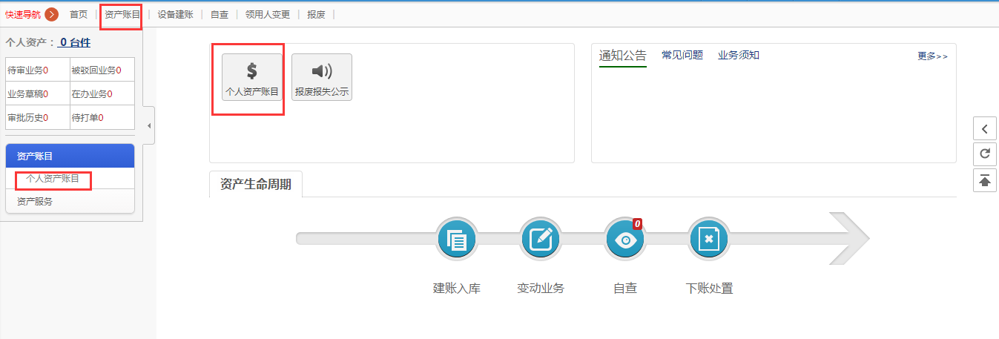 快速导航 首页 | 资产账目 | 设备建账 | 自查 | 领用人变更 | 报废 |
个人资产： 0 台件
待审业务0 被驳回业务0
业务草稿0 在办业务0
审批历史0 待打单0
资产账目
个人资产账目
资产服务
$
个人资产账目 报废报失公示
通知公告 常见问题 业务须知 更多>>
资产生命周期
0
建账入库 变动业务 自查 下账处置